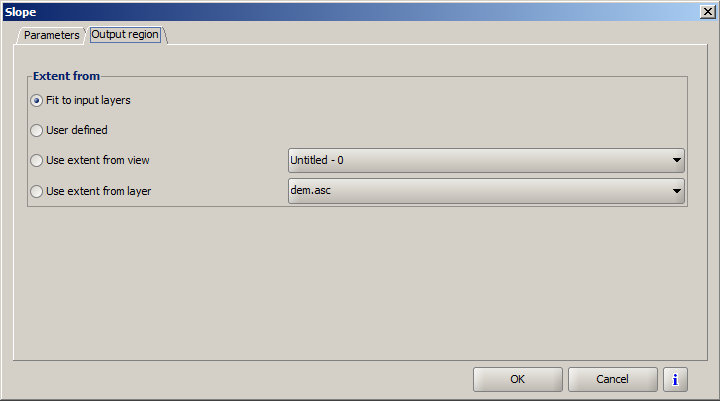 Slope
Parameters
Output region
Extent from
Fit to input layers
User defined
Use extent from view
Untitled - 0
Use extent from layer
dem.asc
OK
Cancel
i